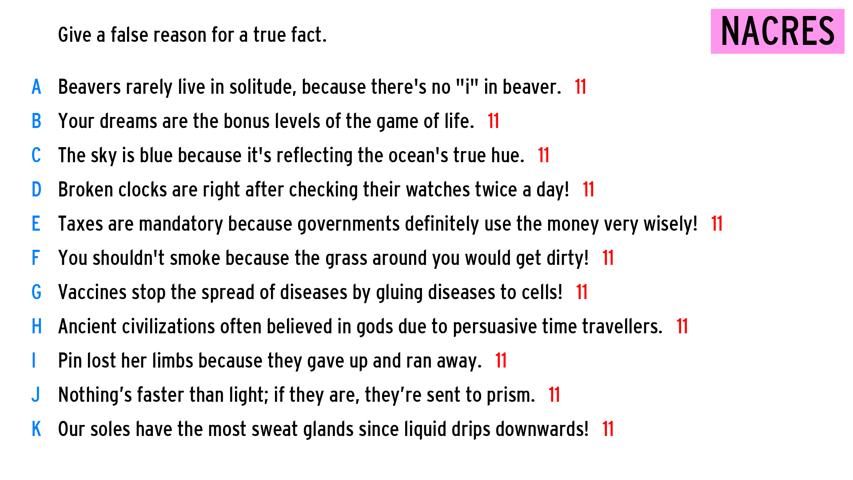 Give a false reason for a true fact.
NACRES
A Beavers rarely live in solitude, because there's no "i" in beaver. 11
B Your dreams are the bonus levels of the game of life. 11
C The sky is blue because it's reflecting the ocean's true hue. 11
D Broken clocks are right after checking their watches twice a day! 11
E Taxes are mandatory because governments definitely use the money very wisely! 11
F You shouldn't smoke because the grass around you would get dirty! 11
G Vaccines stop the spread of diseases by gluing diseases to cells! 11
H Ancient civilizations often believed in gods due to persuasive time travellers. 11
I Pin lost her limbs because they gave up and ran away. 11
J Nothing’s faster than light; if they are, they’re sent to prism. 11
K Our soles have the most sweat glands since liquid drips downwards! 11